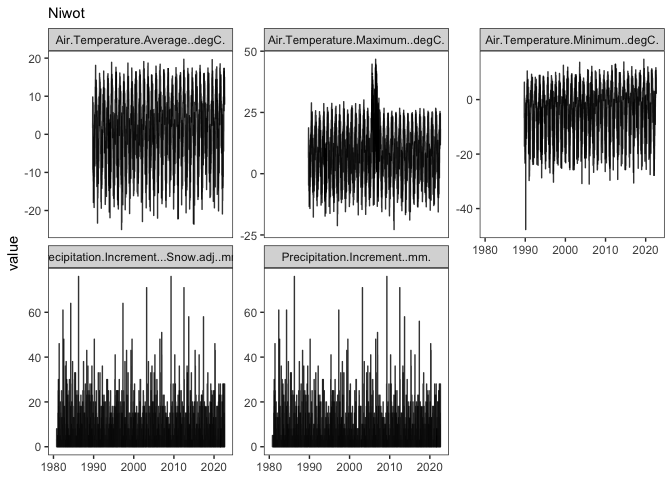 Niwot
Air.Temperature.Average..degC.
Air.Temperature.Maximum..degC.
Air.Temperature.Minimum..degC.
20
10
0
-10
-20
50
25
0
-25
0
-20
-40
1980 1990 2000 2010 2020
value
ecipitation.Increment...Snow.adj..m
Precipitation.Increment..mm.
60
40
20
0
60
40
20
0
1980 1990 2000 2010 2020
1980 1990 2000 2010 2020